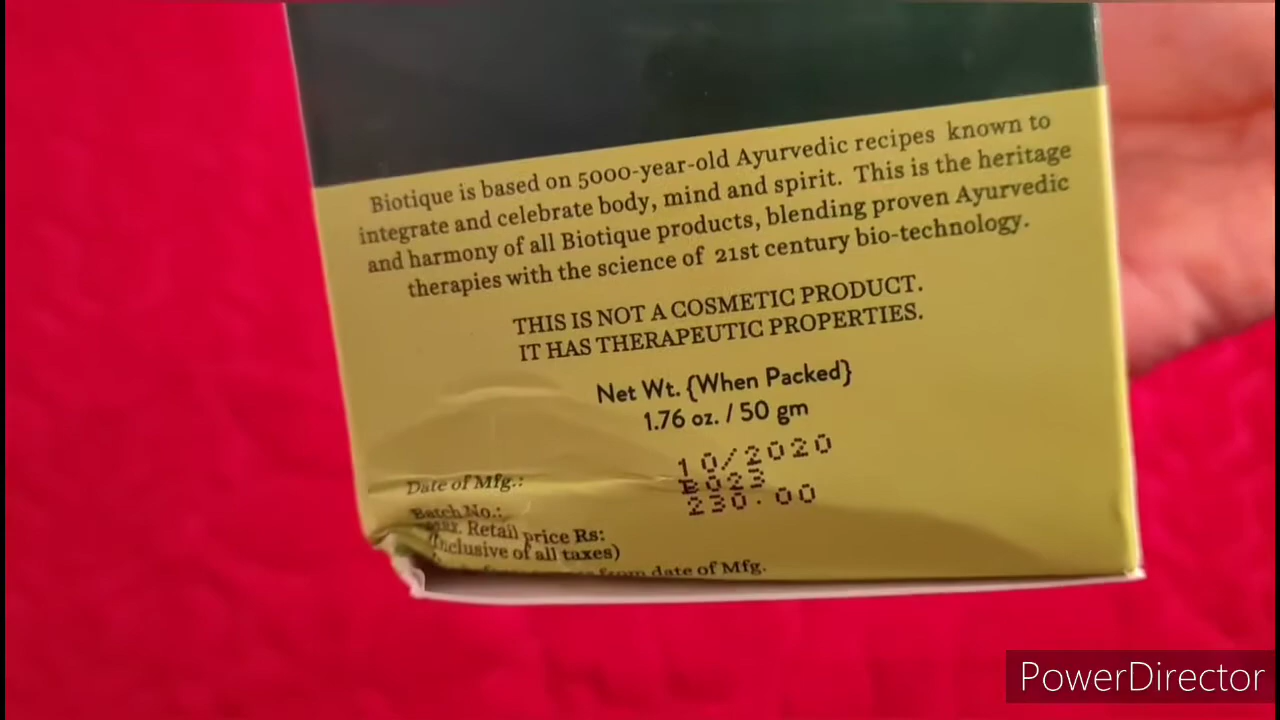 Biotique is based on 5000-year-old Ayurvedic recipes known to
integrate and celebrate body, mind and spirit. This is the heritage
and harmony of all Biotique products, blending proven Ayurvedic
therapies with the science of 21st century bio-technology.
THIS IS NOT A COSMETIC PRODUCT.
IT HAS THERAPEUTIC PROPERTIES.
Net Wt. {When Packed}
1.76 oz. / 50 gm
Date of Mfg.: 10/2020
Batch No.: E023
Retail price Rs: 230.00
(Inclusive of all taxes)
from date of Mfg.
PowerDirector